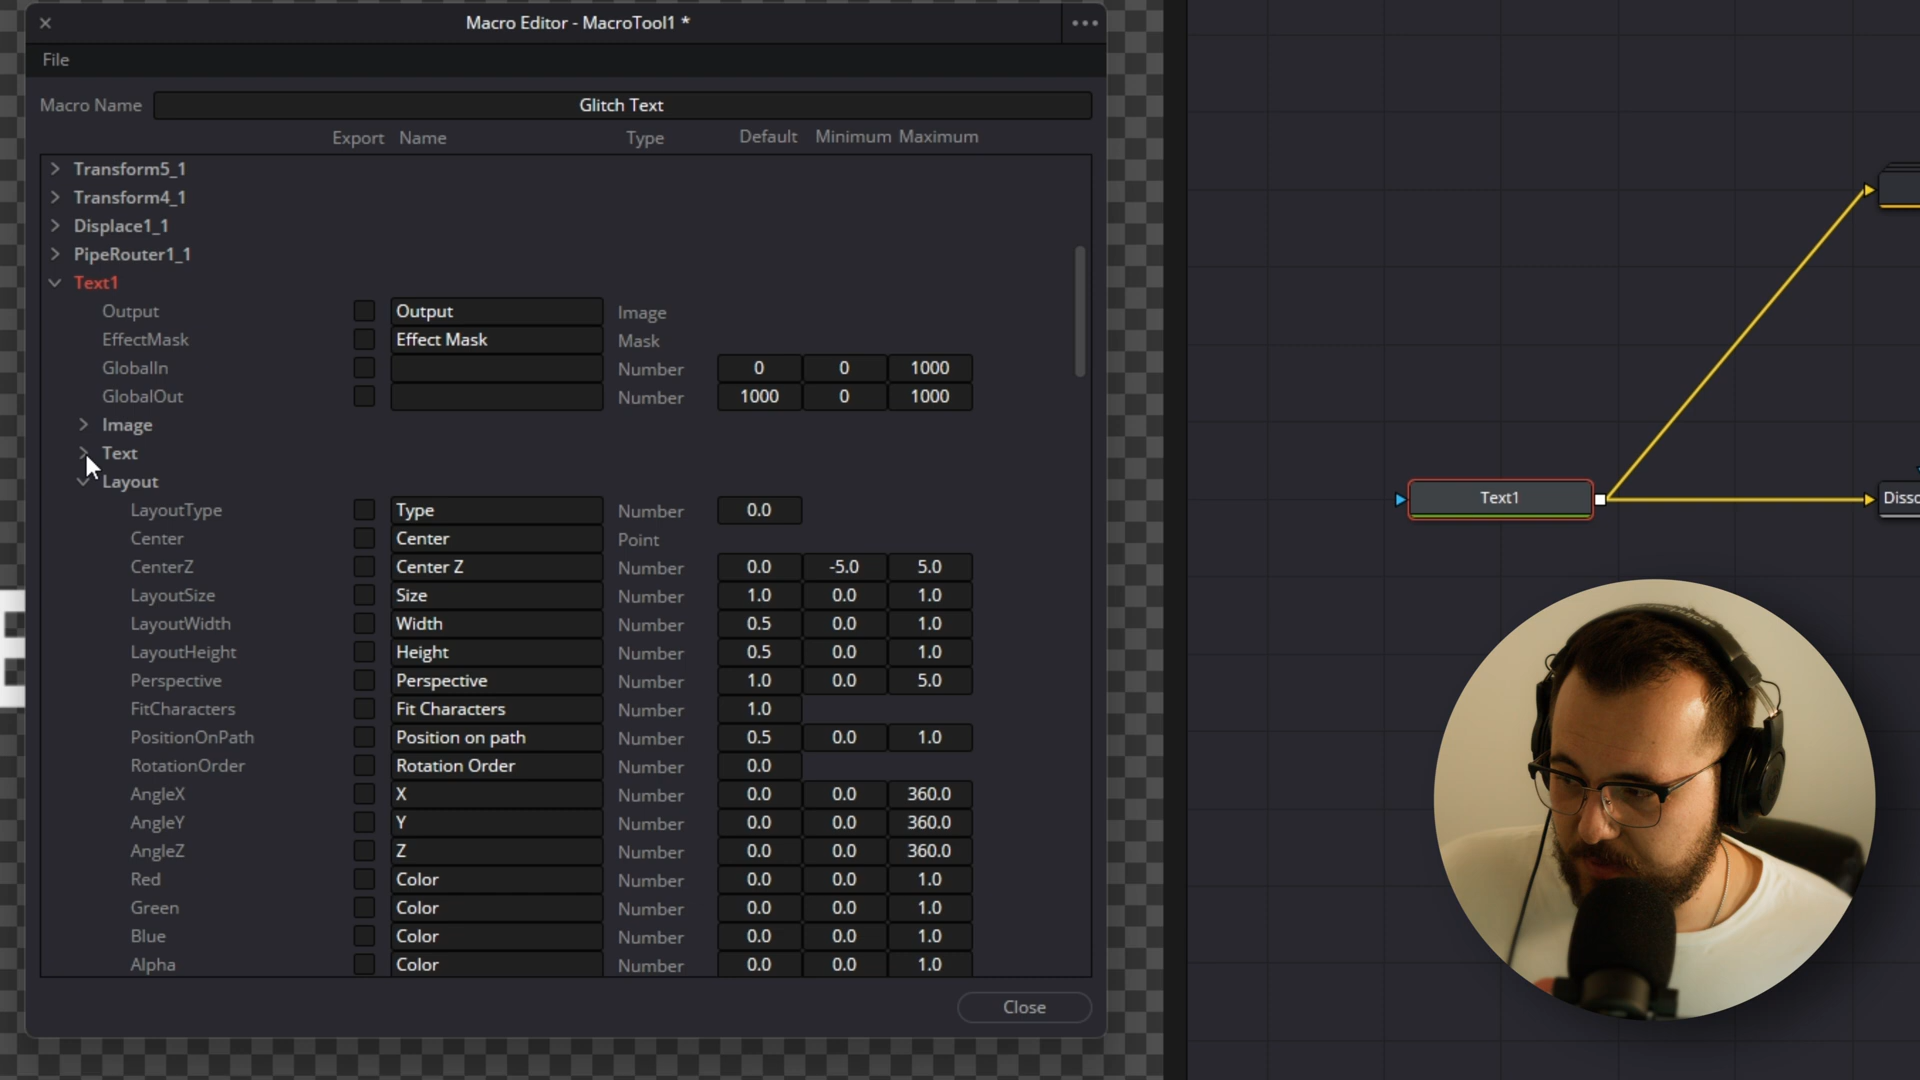 Macro Editor - MacroTool1 *
File
Macro Name Glitch Text
Export Name Type Default Minimum Maximum
Transform5_1
Transform4_1
Displace1_1
PipeRouter1_1
Text1
Output Output Image
EffectMask Effect Mask Mask
GlobalIn Number 0 0 1000
GlobalOut Number 1000 0 1000
Image
Text
Layout
LayoutType Type Number 0.0
Center Center Point
CenterZ Center Z Number 0.0 -5.0 5.0
LayoutSize Size Number 1.0 0.0 1.0
LayoutWidth Width Number 0.5 0.0 1.0
LayoutHeight Height Number 0.5 0.0 1.0
Perspective Perspective Number 1.0 0.0 5.0
FitCharacters Fit Characters Number 1.0
PositionOnPath Position on path Number 0.5 0.0 1.0
RotationOrder Rotation Order Number 0.0
AngleX X Number 0.0 0.0 360.0
AngleY Y Number 0.0 0.0 360.0
AngleZ Z Number 0.0 0.0 360.0
Red Color Number 0.0 0.0 1.0
Green Color Number 0.0 0.0 1.0
Blue Color Number 0.0 0.0 1.0
Alpha Color Number 0.0 0.0 1.0
Close
Text1
Disso